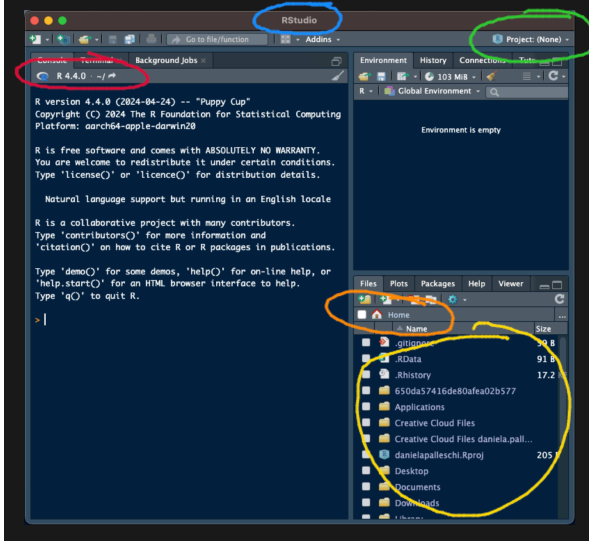 RStudio
Go to file/function
Addins
Project: (None)
Console Terminal Background Jobs
R 4.4.0 · ~/
R version 4.4.0 (2024-04-24) -- "Puppy Cup"
Copyright (C) 2024 The R Foundation for Statistical Computing
Platform: aarch64-apple-darwin20
R is free software and comes with ABSOLUTELY NO WARRANTY.
You are welcome to redistribute it under certain conditions.
Type 'license()' or 'licence()' for distribution details.
Natural language support but running in an English locale
R is a collaborative project with many contributors.
Type 'contributors()' for more information and
'citation()' on how to cite R or R packages in publications.
Type 'demo()' for some demos, 'help()' for on-line help, or
'help.start()' for an HTML browser interface to help.
Type 'q()' to quit R.
>
Environment History Connections
103 MiB
R Global Environment
Environment is empty
Files Plots Packages Help Viewer
Home
Name Size
.gitignore 39 B
.RData 91 B
.Rhistory 17.2
650da57416de80afea02b577
Applications
Creative Cloud Files
Creative Cloud Files daniela.pall...
danielapalleschi.Rproj 205
Desktop
Documents
Downloads
Library